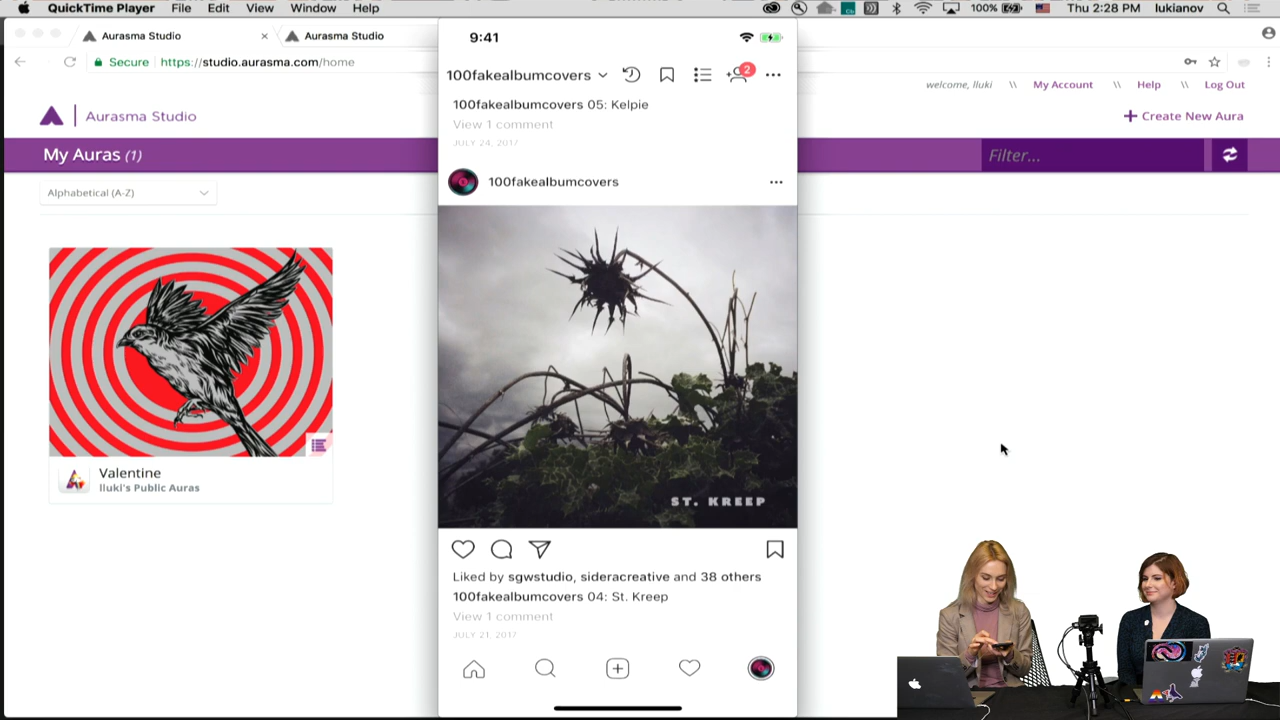 QuickTime Player File Edit View Window Help
100% Thu 2:28 PM lukianov
Aurasma Studio
Aurasma Studio
Secure https://studio.aurasma.com/home
welcome, lluki \\ My Account \\ Help \\ Log Out
Aurasma Studio
+ Create New Aura
My Auras (1)
Filter...
Alphabetical (A-Z)
Valentine
lluki's Public Auras
9:41
100fakealbumcovers
2
100fakealbumcovers 05: Kelpie
View 1 comment
JULY 24, 2017
100fakealbumcovers
ST. KREEP
Liked by sgwstudio, sideracreative and 38 others
100fakealbumcovers 04: St. Kreep
View 1 comment
JULY 21, 2017